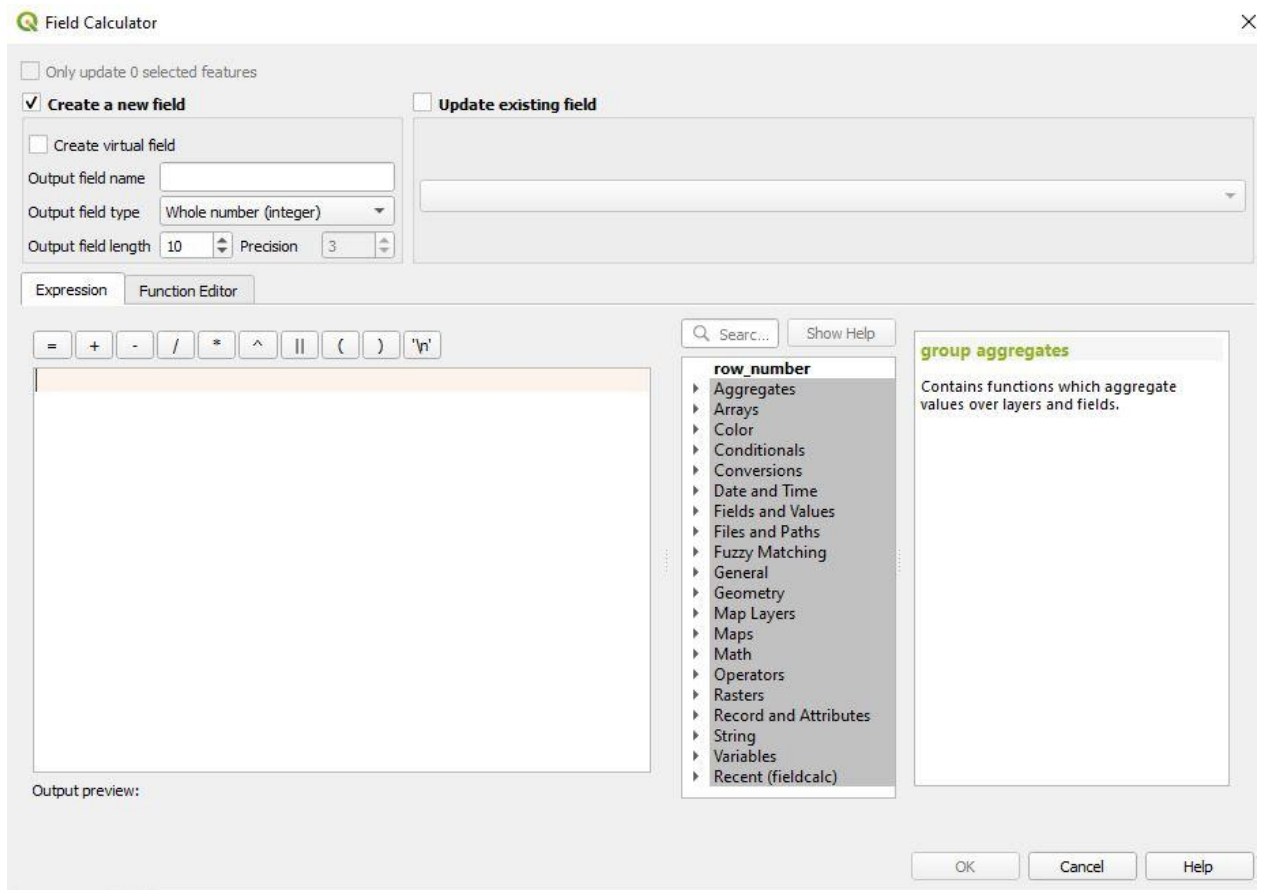 Field Calculator
Only update 0 selected features
Create a new field
Update existing field
Create virtual field
Output field name
Output field type Whole number (integer)
Output field length 10 Precision 3
Expression Function Editor
= + - / * ^ || ( ) '\n'
Searc... Show Help
row_number
Aggregates
Arrays
Color
Conditionals
Conversions
Date and Time
Fields and Values
Files and Paths
Fuzzy Matching
General
Geometry
Map Layers
Maps
Math
Operators
Rasters
Record and Attributes
String
Variables
Recent (fieldcalc)
group aggregates
Contains functions which aggregate
values over layers and fields.
Output preview:
OK Cancel Help